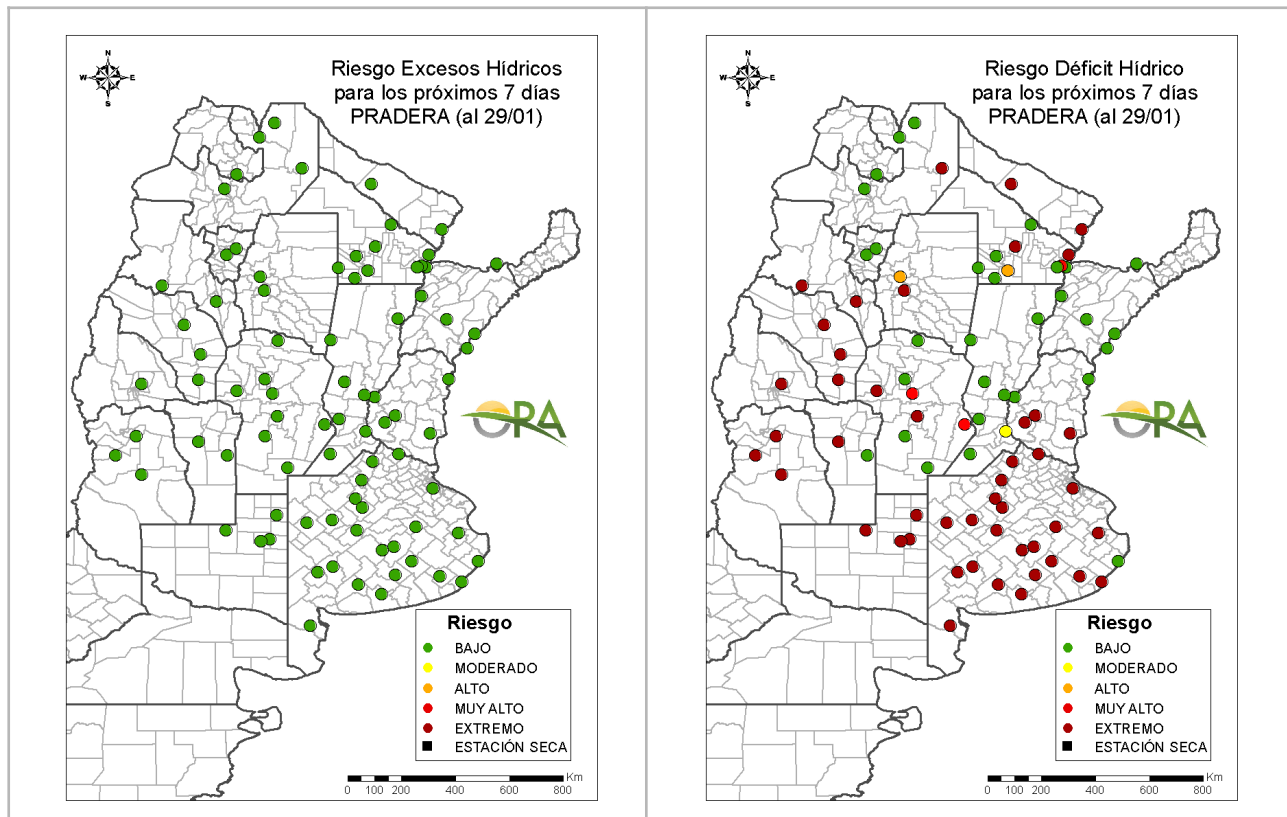 N
W E
S
Riesgo Excesos Hídricos
para los próximos 7 días
PRADERA (al 29/01)
ORA
Riesgo
BAJO
MODERADO
ALTO
MUY ALTO
EXTREMO
ESTACIÓN SECA
Km
0 100 200 400 600 800
N
W E
S
Riesgo Déficit Hídrico
para los próximos 7 días
PRADERA (al 29/01)
ORA
Riesgo
BAJO
MODERADO
ALTO
MUY ALTO
EXTREMO
ESTACIÓN SECA
Km
0 100 200 400 600 800